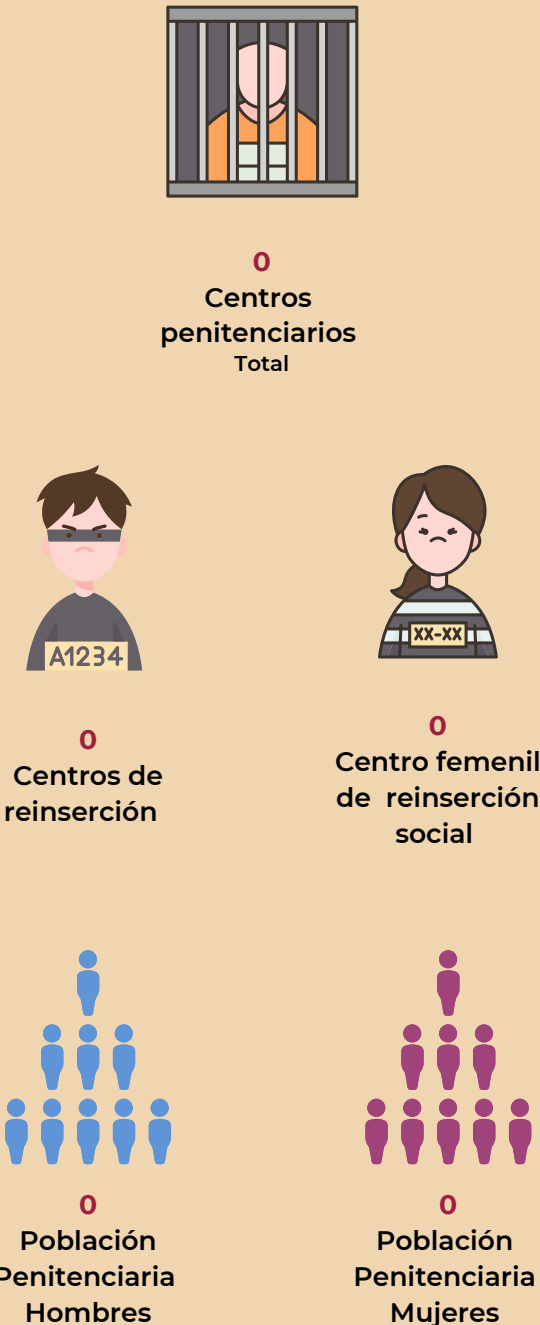 0
Centros
penitenciarios
Total
A1234
0
Centros de
reinserción
XX-XX
0
Centro femenil
de reinserción
social
0
Población
Penitenciaria
Hombres
0
Población
Penitenciaria
Mujeres